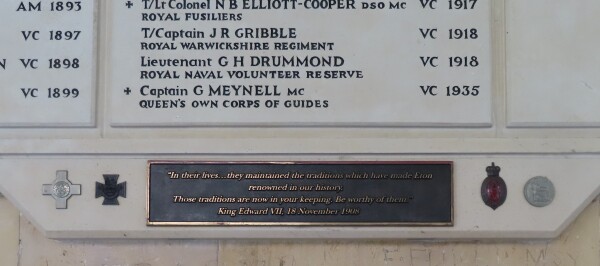 AM 1893
VC 1897
N VC 1898
VC 1899
+ T/Lt Colonel N B ELLIOTT-COOPER DSO MC VC 1917
ROYAL FUSILIERS
T/Captain J R GRIBBLE VC 1918
ROYAL WARWICKSHIRE REGIMENT
Lieutenant G H DRUMMOND VC 1918
ROYAL NAVAL VOLUNTEER RESERVE
+ Captain G MEYNELL MC VC 1935
QUEEN'S OWN CORPS OF GUIDES
"In their lives...they maintained the traditions which have made Eton
renowned in our history.
Those traditions are now in your keeping. Be worthy of them."
King Edward VII, 18 November 1908